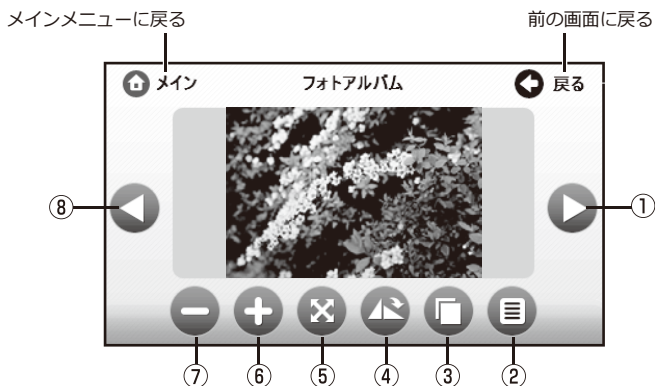 メインメニューに戻る
前の画面に戻る
メイン
フォトアルバム
戻る
⑧
①
⑦
⑥
⑤
④
③
②